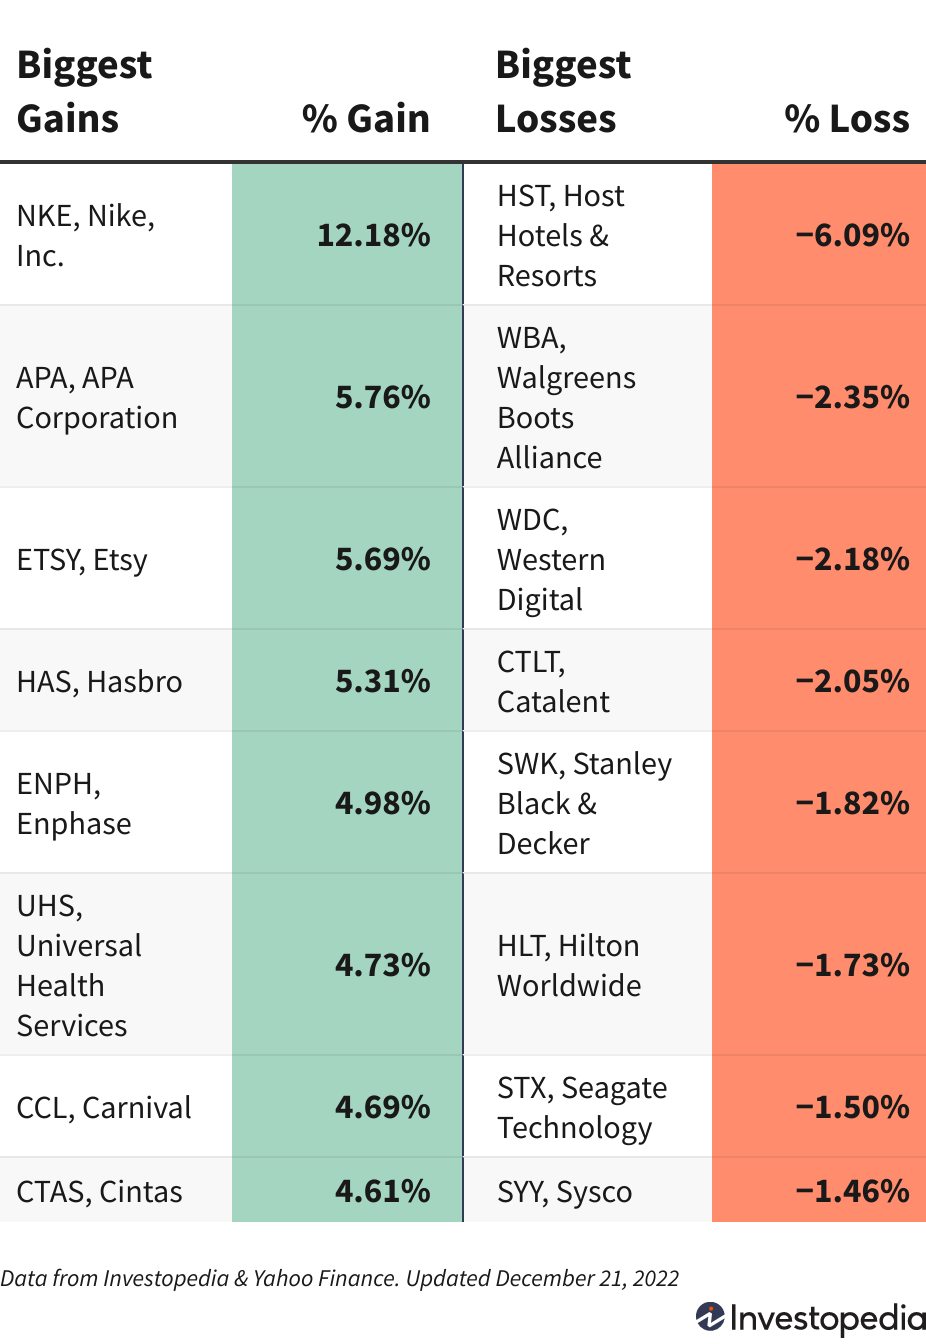 Biggest
Gains
% Gain
Biggest
Losses
% Loss
NKE, Nike,
Inc.
12.18%
HST, Host
Hotels &
Resorts
−6.09%
APA, APA
Corporation
5.76%
WBA,
Walgreens
Boots
Alliance
−2.35%
ETSY, Etsy
5.69%
WDC,
Western
Digital
−2.18%
HAS, Hasbro
5.31%
CTLT,
Catalent
−2.05%
ENPH,
Enphase
4.98%
SWK, Stanley
Black &
Decker
−1.82%
UHS,
Universal
Health
Services
4.73%
HLT, Hilton
Worldwide
−1.73%
CCL, Carnival
4.69%
STX, Seagate
Technology
−1.50%
CTAS, Cintas
4.61%
SYY, Sysco
−1.46%
Data from Investopedia & Yahoo Finance. Updated December 21, 2022
Investopedia